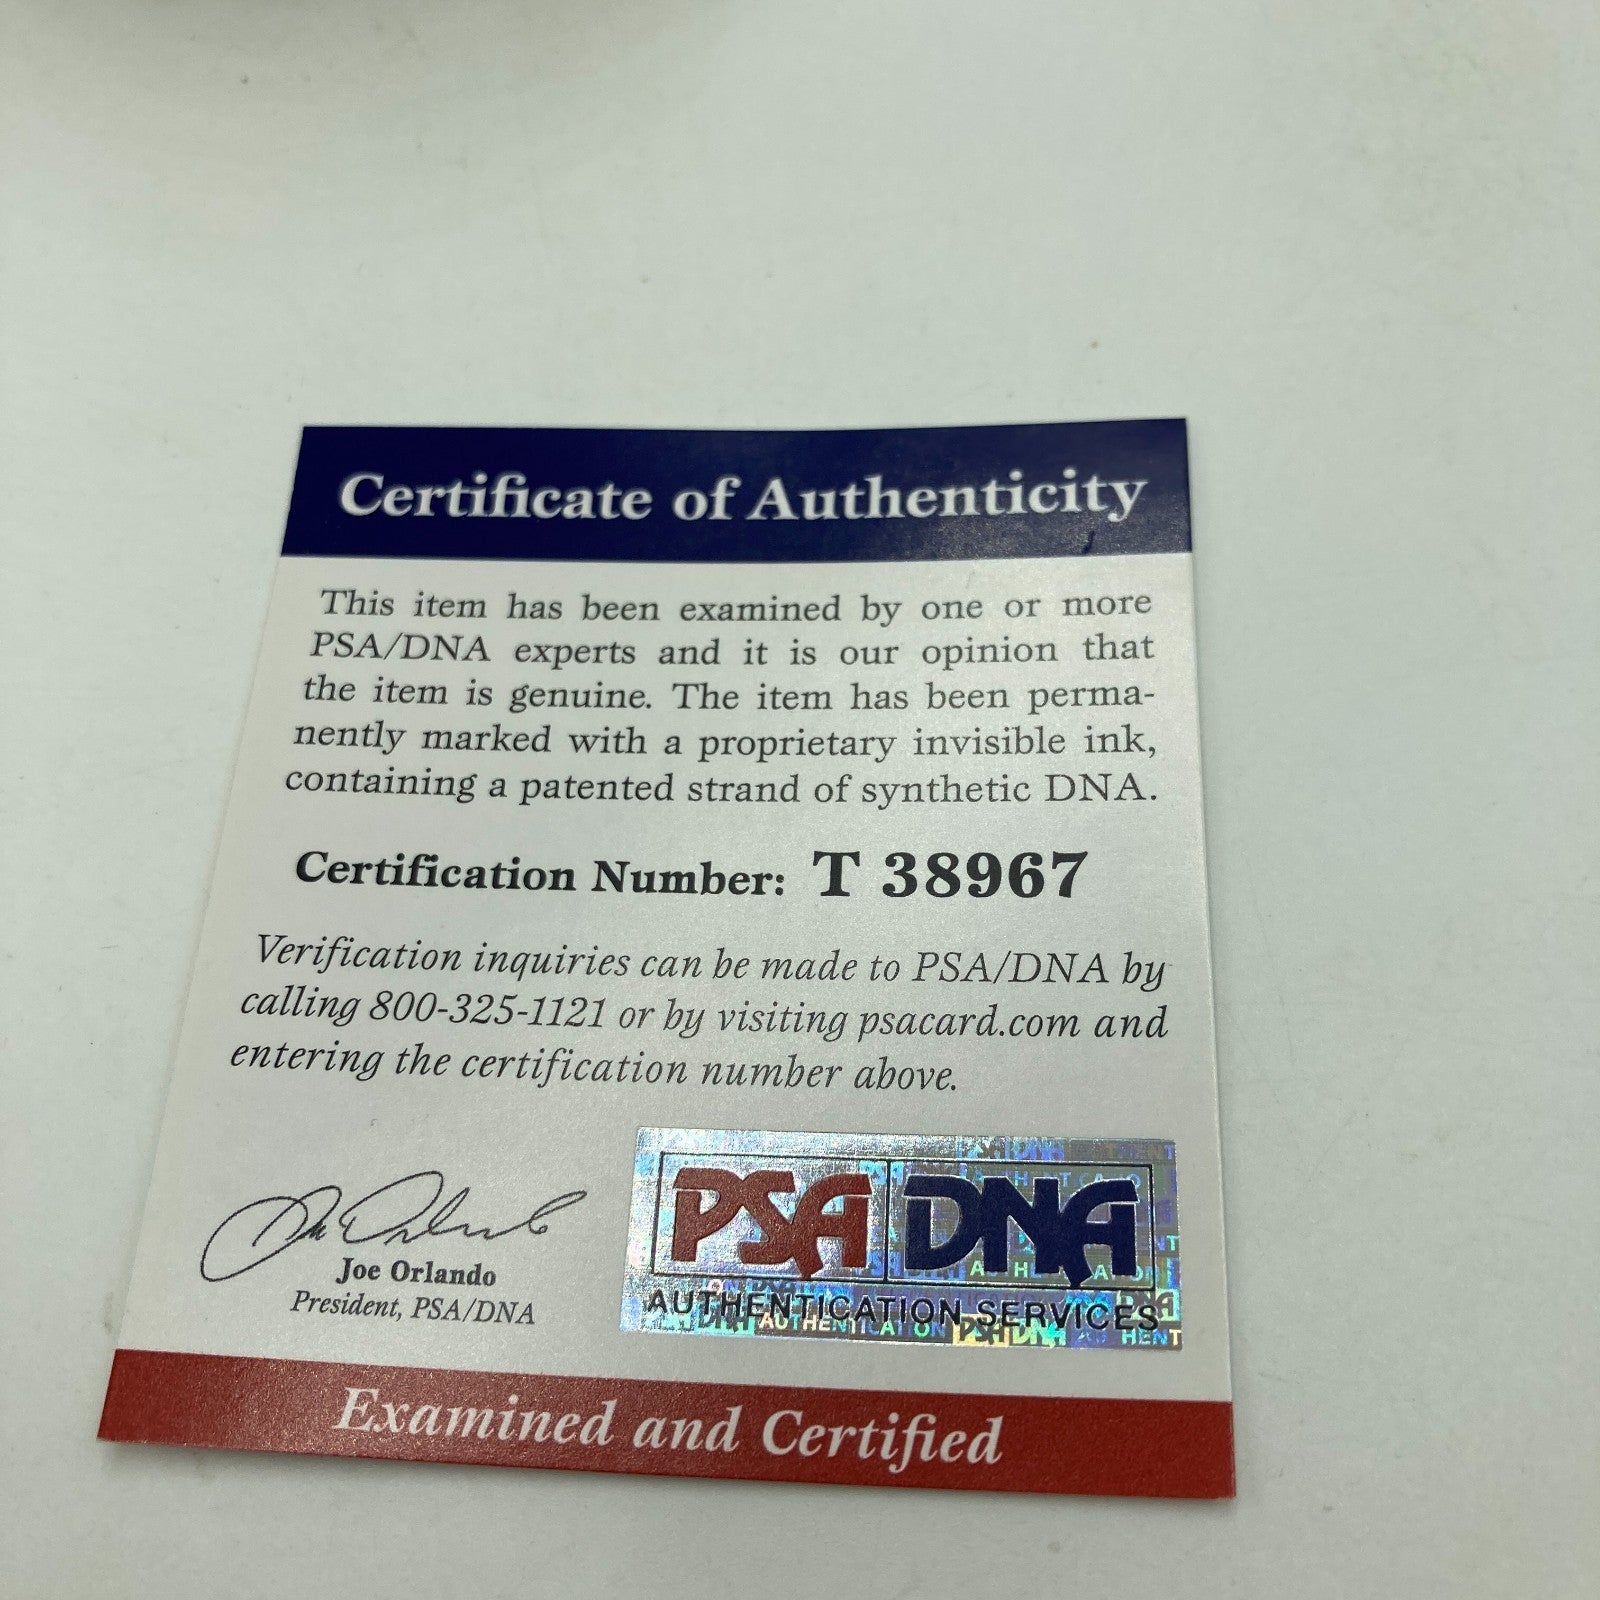 Certificate of Authenticity
This item has been examined by one or more
PSA/DNA experts and it is our opinion that
the item is genuine. The item has been perma-
nently marked with a proprietary invisible ink,
containing a patented strand of synthetic DNA.
Certification Number: T 38967
Verification inquiries can be made to PSA/DNA by
calling 800-325-1121 or by visiting psacard.com and
entering the certification number above.
Joe Orlando
President, PSA/DNA
PSA DNA
AUTHENTICATION SERVICES
Examined and Certified